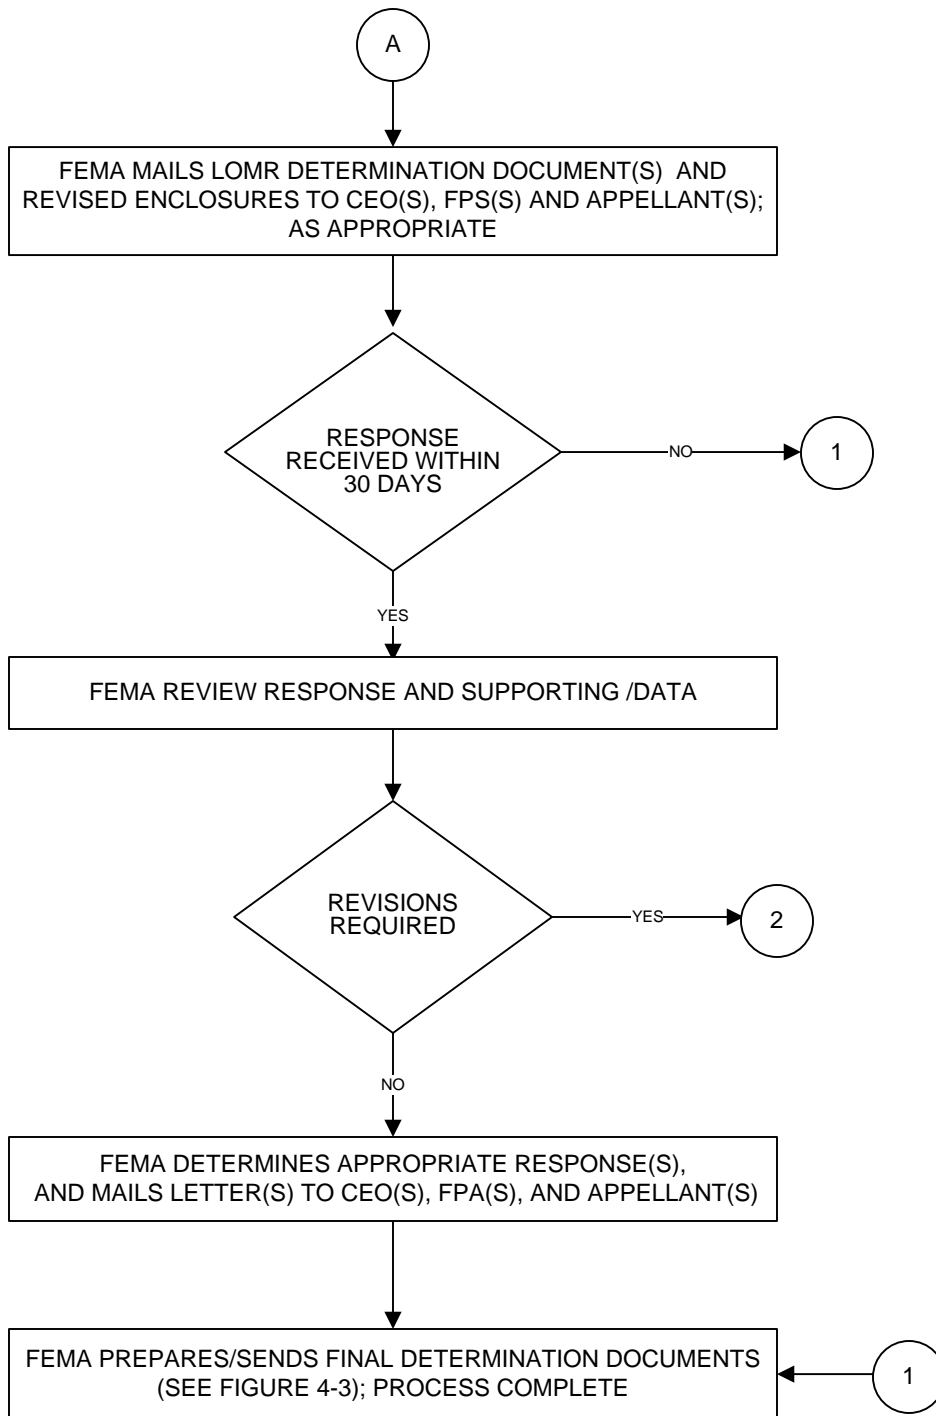 A
FEMA MAILS LOMR DETERMINATION DOCUMENT(S) AND
REVISED ENCLOSURES TO CEO(S), FPS(S) AND APPELLANT(S);
AS APPROPRIATE
RESPONSE
RECEIVED WITHIN
30 DAYS
NO
1
YES
FEMA REVIEW RESPONSE AND SUPPORTING /DATA
REVISIONS
REQUIRED
YES
2
NO
FEMA DETERMINES APPROPRIATE RESPONSE(S),
AND MAILS LETTER(S) TO CEO(S), FPA(S), AND APPELLANT(S)
FEMA PREPARES/SENDS FINAL DETERMINATION DOCUMENTS
(SEE FIGURE 4-3); PROCESS COMPLETE
1